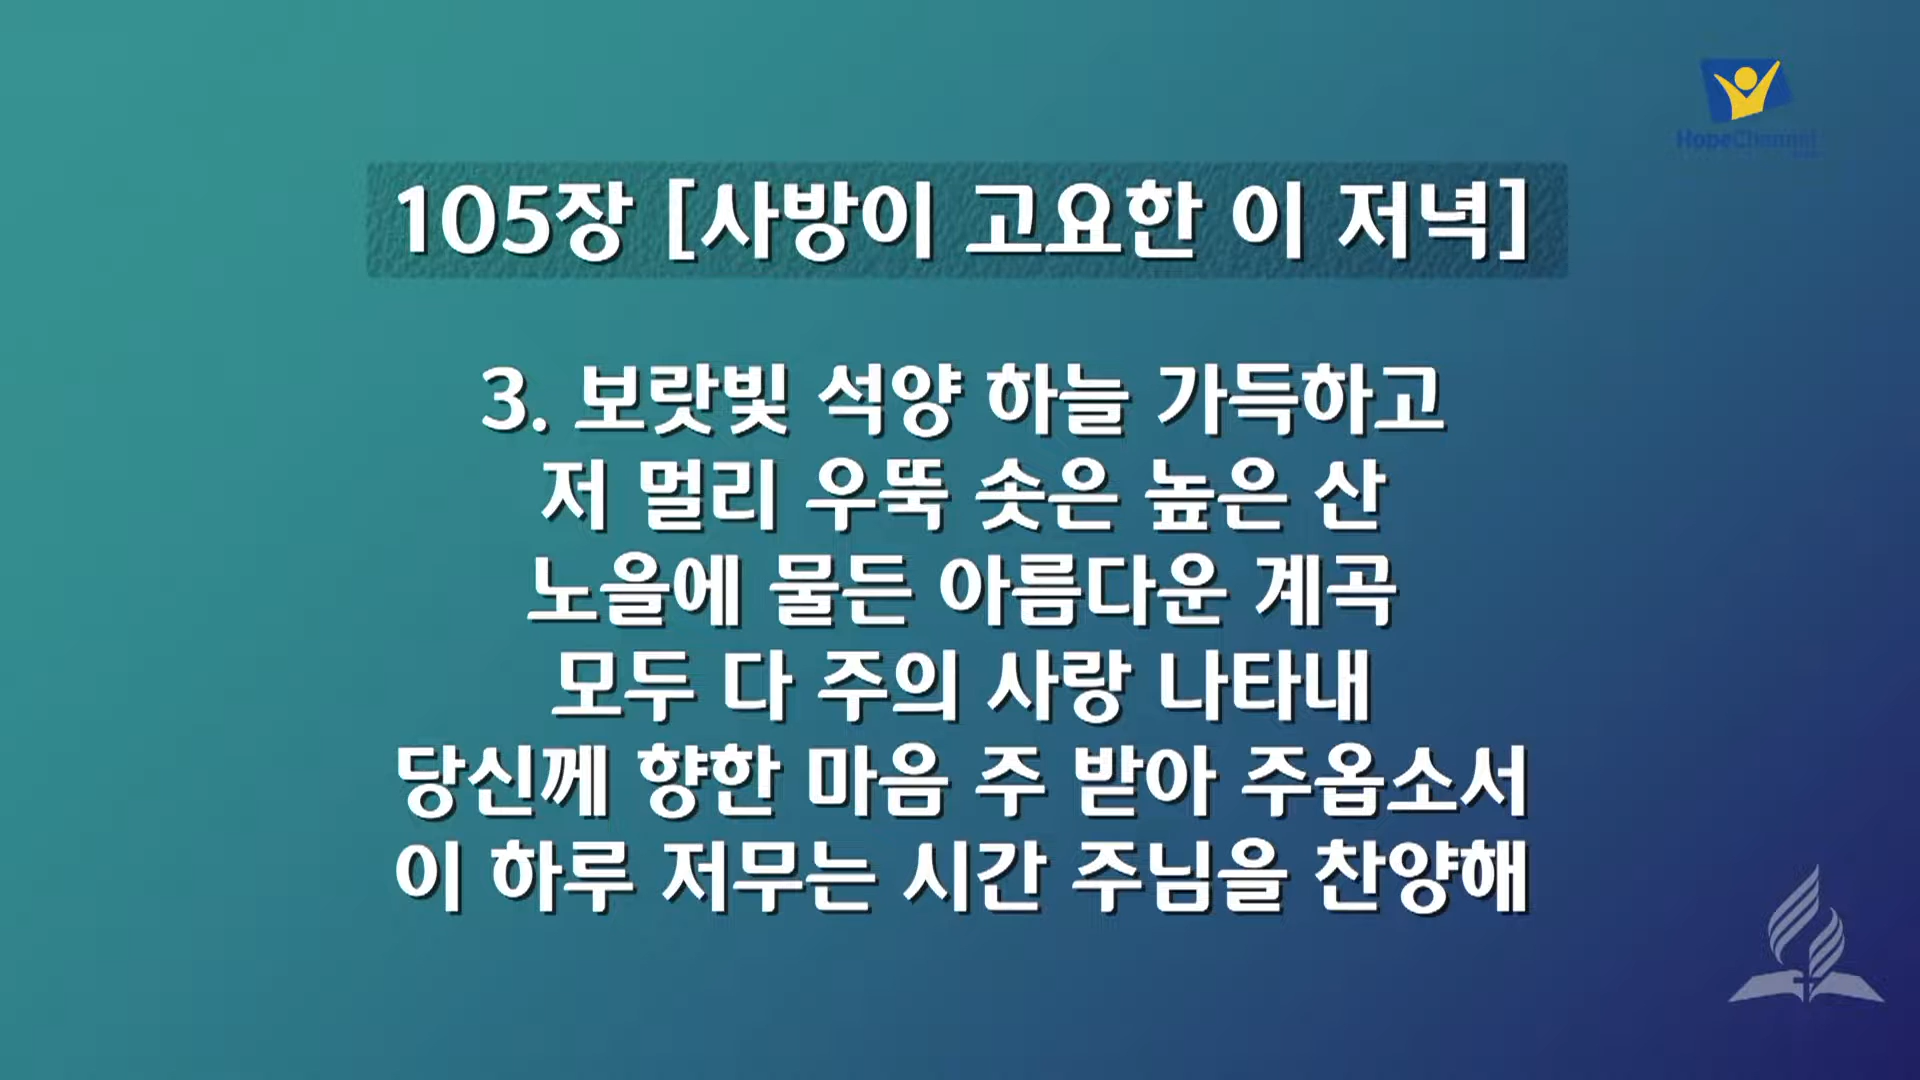 HopeChannel
105장 [사방이 고요한 이 저녁]
3. 보랏빛 석양 하늘 가득하고
저 멀리 우뚝 솟은 높은 산
노을에 물든 아름다운 계곡
모두 다 주의 사랑 나타내
당신께 향한 마음 주 받아 주옵소서
이 하루 저무는 시간 주님을 찬양해